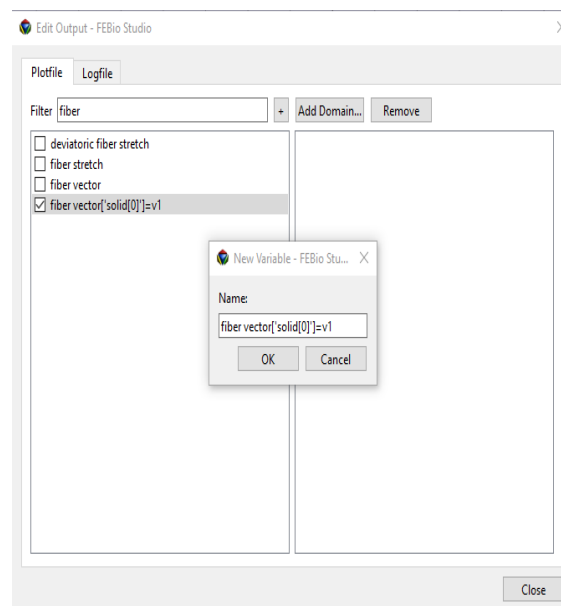 Edit Output - FEBio Studio
Plotfile Logfile
Filter fiber + Add Domain... Remove
deviatoric fiber stretch
fiber stretch
fiber vector
fiber vector['solid[0]']=v1
New Variable - FEBio Stu...
Name:
fiber vector['solid[0]']=v1
OK Cancel
Close